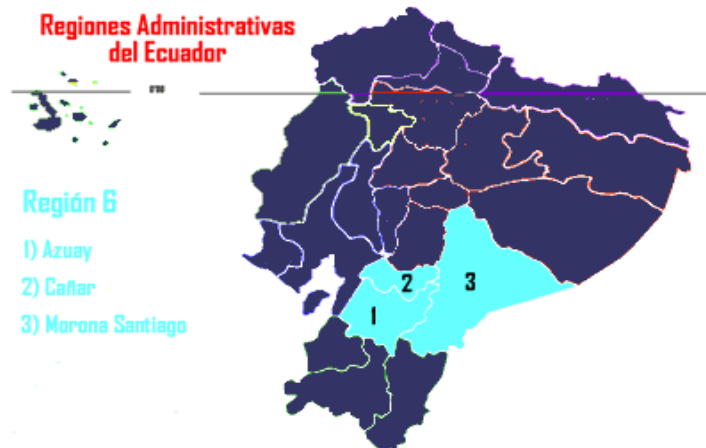 Regiones Administrativas
del Ecuador
Región 6
1) Azuay
2) Cañar
3) Morona Santiago
2
3
1